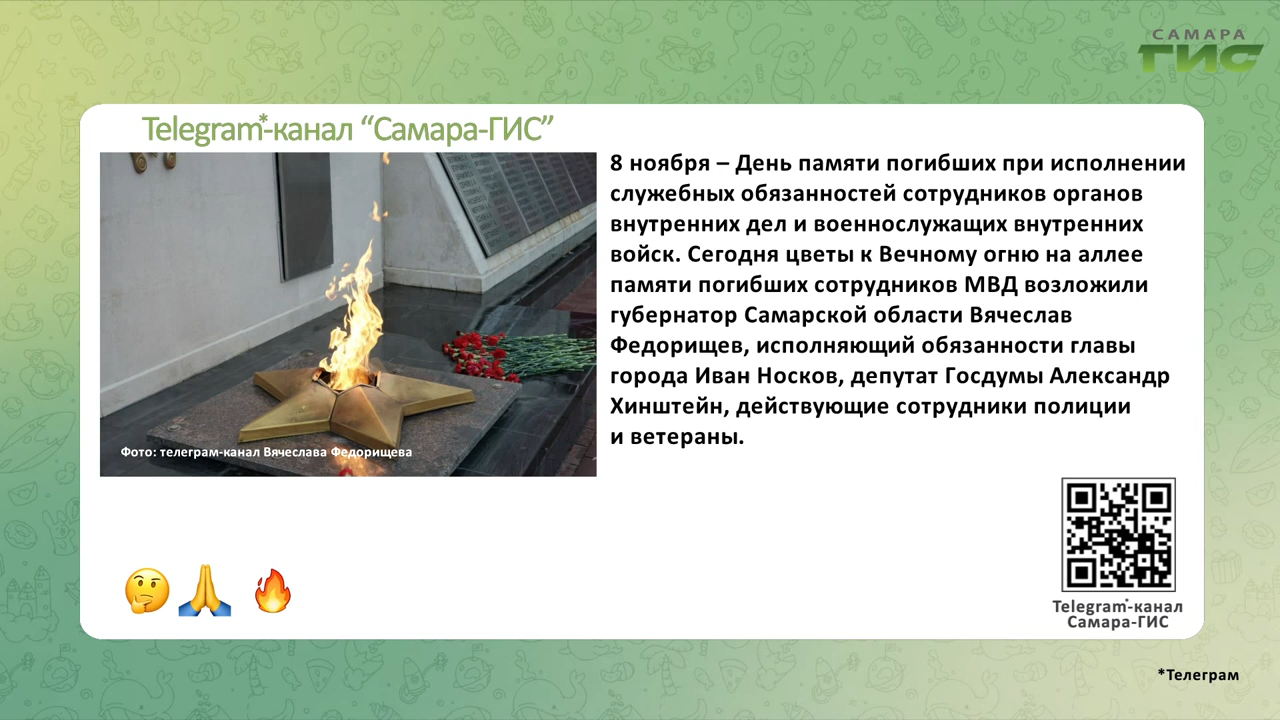 САМАРА
ГИС
Telegram*-канал “Самара-ГИС”
8 ноября – День памяти погибших при исполнении
служебных обязанностей сотрудников органов
внутренних дел и военнослужащих внутренних
войск. Сегодня цветы к Вечному огню на аллее
памяти погибших сотрудников МВД возложили
губернатор Самарской области Вячеслав
Федорищев, исполняющий обязанности главы
города Иван Носков, депутат Госдумы Александр
Хинштейн, действующие сотрудники полиции
и ветераны.
Фото: телеграм-канал Вячеслава Федорищева
Telegram*-канал
Самара-ГИС
*Телеграм